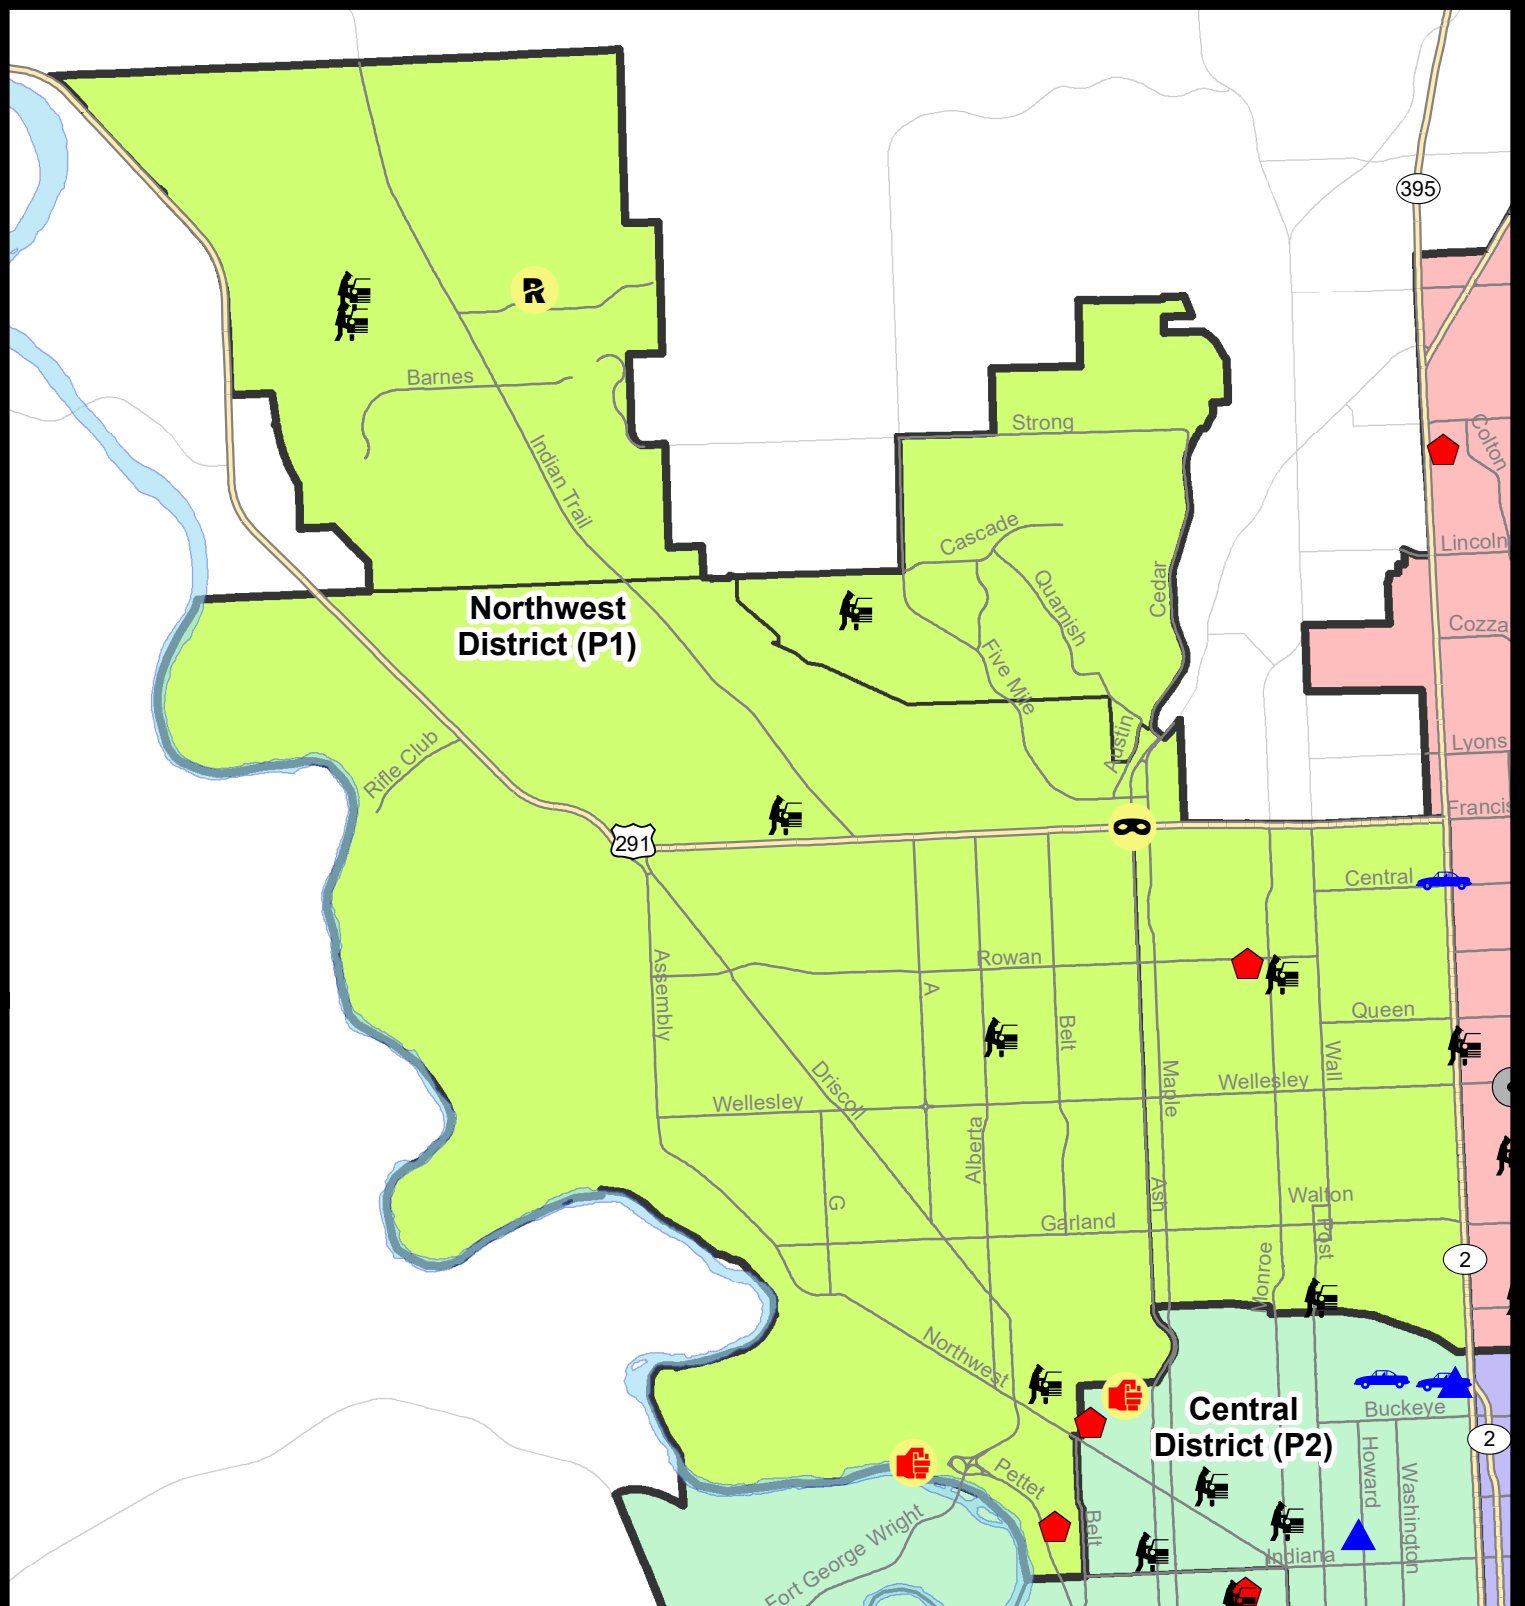 395
R
Barnes
Strong
Colton
Indian Trail
Cascade
Lincoln
Quamish
Cedar
Northwest
District (P1)
Cozza
Five Mile
Rifle Club
Austin
Lyons
Francis
291
Central
Assembly
Rowan
A
Belt
Queen
Wall
Driscoll
Maple
Wellesley
Wellesley
Alberta
G
Ash
Walton
Garland
Post
Monroe
2
Northwest
Central
District (P2)
Buckeye
2
Howard
Washington
Pettet
Belt
Fort George Wright
Indiana